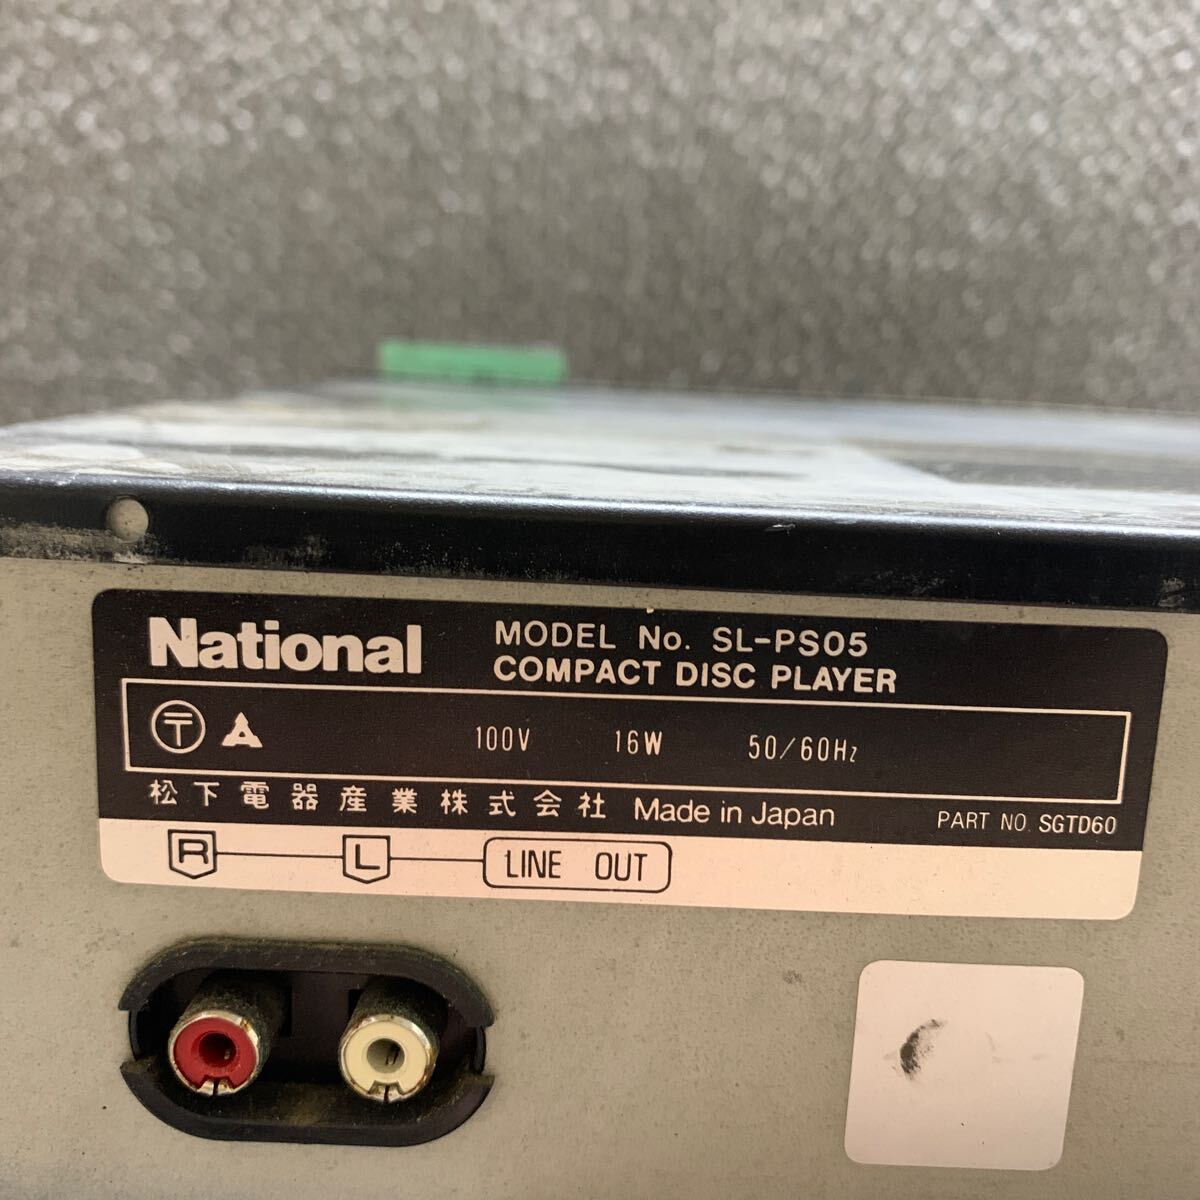 National
MODEL No. SL-PS05
COMPACT DISC PLAYER
〒 A 100V 16W 50/60Hz
松下電器産業株式会社 Made in Japan
PART NO. SGTD60
R L LINE OUT